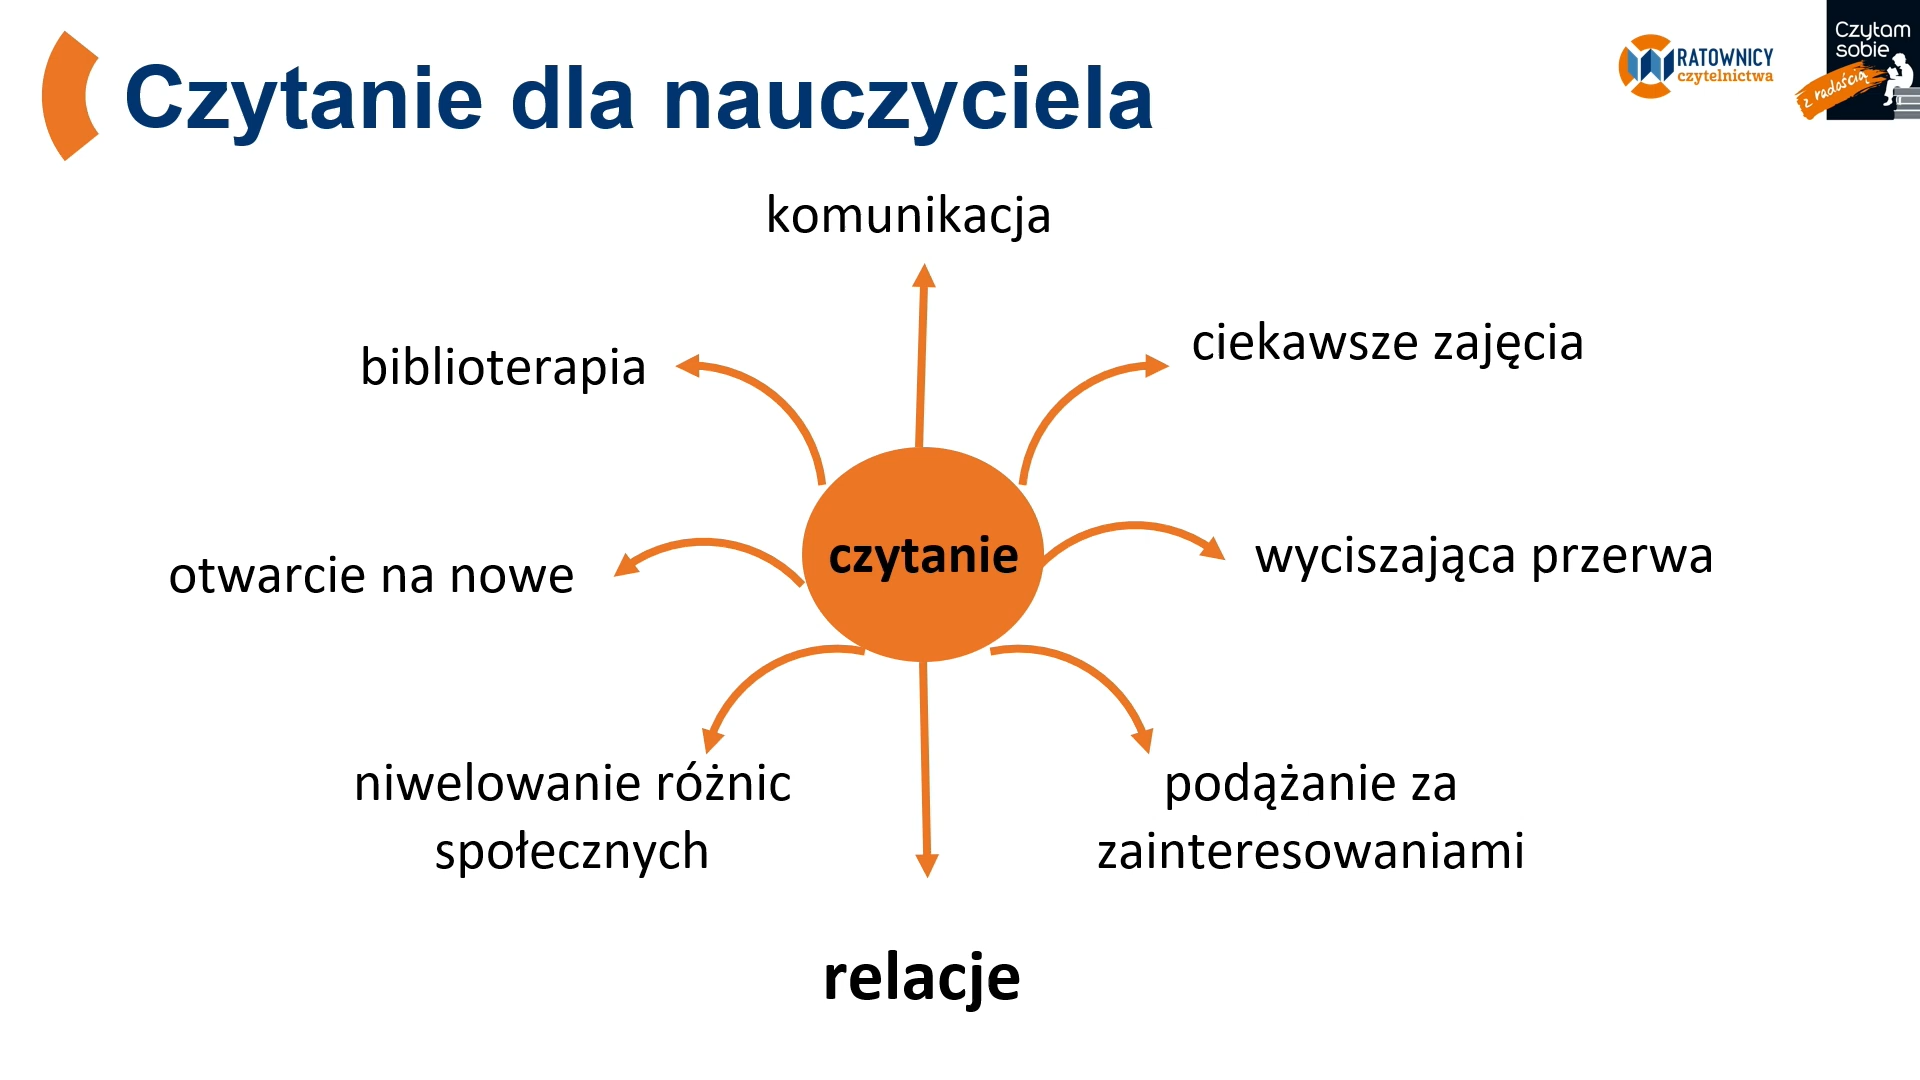 Czytanie dla nauczyciela
RATOWNICY
czytelnictwa
Czytam
sobie
z radością
komunikacja
ciekawsze zajęcia
biblioterapia
czytanie
wyciszająca przerwa
otwarcie na nowe
niwelowanie różnic
społecznych
podążanie za
zainteresowaniami
relacje